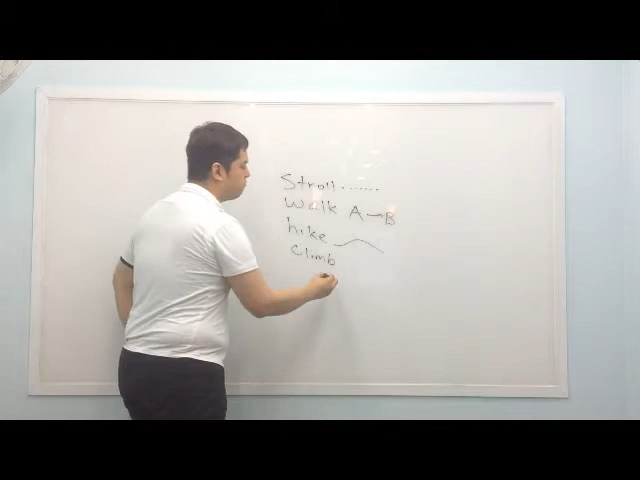 Stroll.......
Walk A→B
hike
Climb